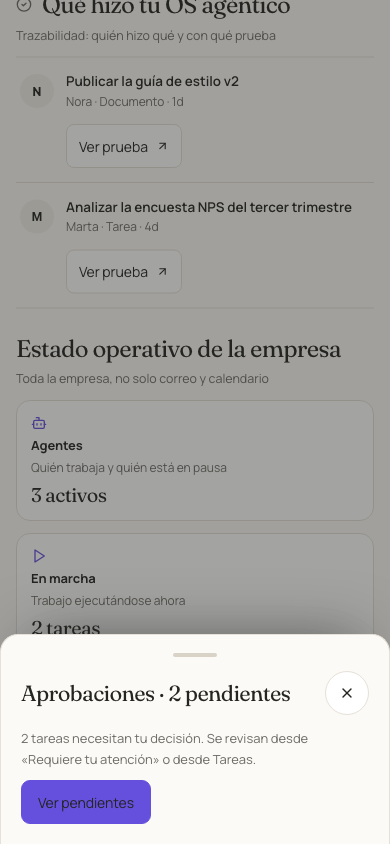 Qué hizo tu OS agéntico
Trazabilidad: quién hizo qué y con qué prueba
N
Publicar la guía de estilo v2
Nora · Documento · 1d
Ver prueba
M
Analizar la encuesta NPS del tercer trimestre
Marta · Tarea · 4d
Ver prueba
Estado operativo de la empresa
Toda la empresa, no solo correo y calendario
Agentes
Quién trabaja y quién está en pausa
3 activos
En marcha
Trabajo ejecutándose ahora
2 tareas
Aprobaciones · 2 pendientes
2 tareas necesitan tu decisión. Se revisan desde
«Requiere tu atención» o desde Tareas.
Ver pendientes